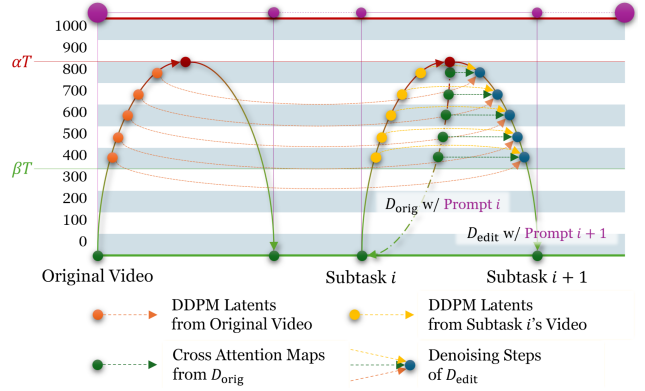 1000
900
αT
800
700
600
500
400
βT
300
200
100
0
D_orig w/ Prompt i
D_edit w/ Prompt i + 1
Original Video
Subtask i
Subtask i + 1
DDPM Latents
from Original Video
DDPM Latents
from Subtask i's Video
Cross Attention Maps
from D_orig
Denoising Steps
of D_edit